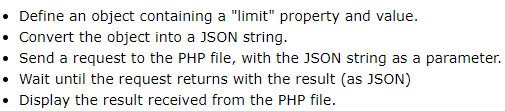 • Define an object containing a "limit" property and value.
• Convert the object into a JSON string.
• Send a request to the PHP file, with the JSON string as a parameter.
• Wait until the request returns with the result (as JSON)
• Display the result received from the PHP file.